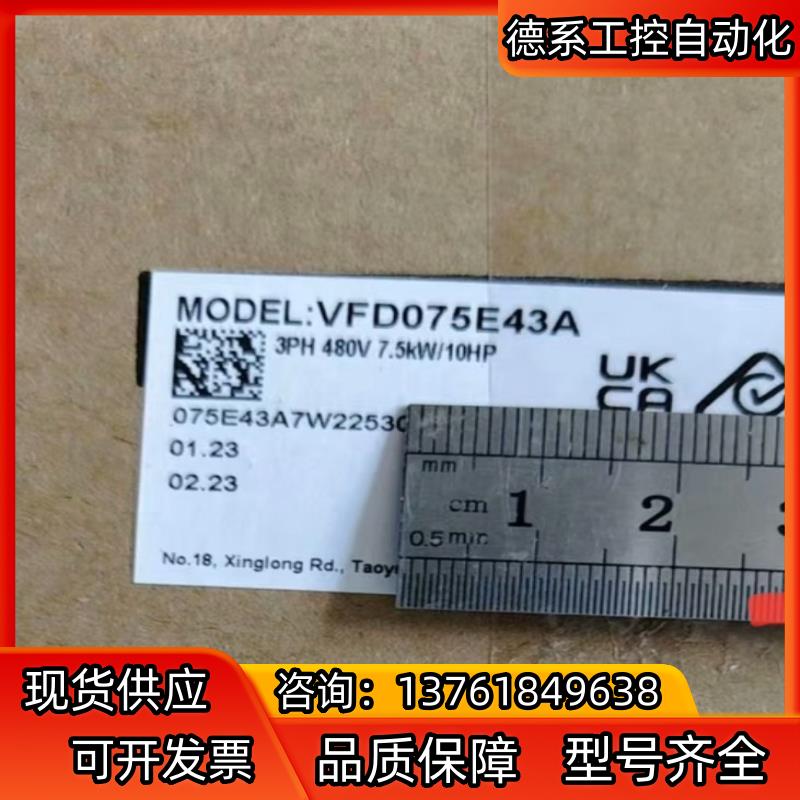 德系工控自动化
MODEL:VFD075E43A
3PH 480V 7.5kW/10HP
UK
CA
075E43A7W2253
01.23
02.23
No.18, Xinglong Rd.,
mm
cm 1 2
0.5 mm
现货供应
咨询：13761849638
可开发票
品质保障
型号齐全